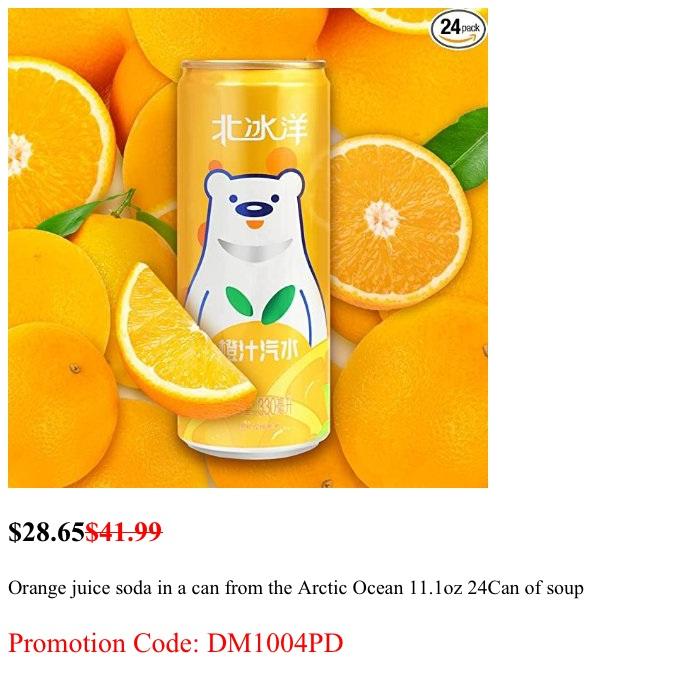 24 pack
北冰洋
橙汁汽水
$28.65$41.99
Orange juice soda in a can from the Arctic Ocean 11.1oz 24Can of soup
Promotion Code: DM1004PD